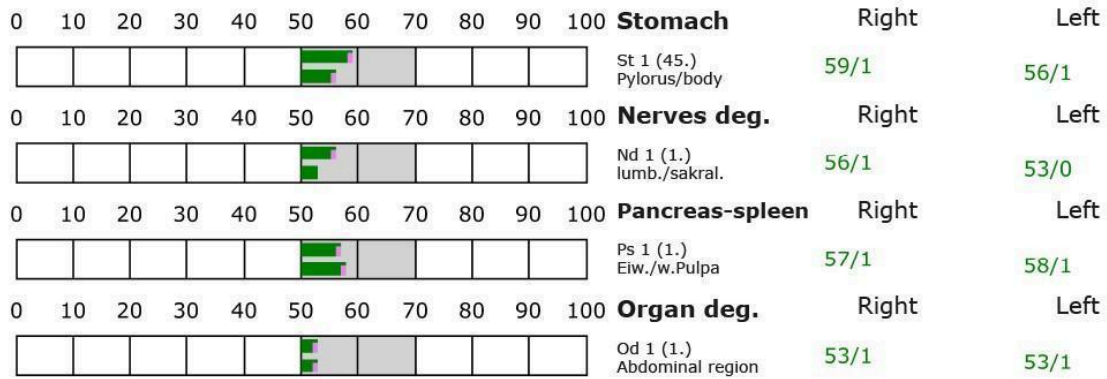 0 10 20 30 40 50 60 70 80 90 100 Stomach Right Left
St 1 (45.) 59/1 56/1
Pylorus/body
0 10 20 30 40 50 60 70 80 90 100 Nerves deg. Right Left
Nd 1 (1.) 56/1 53/0
lumb./sakral.
0 10 20 30 40 50 60 70 80 90 100 Pancreas-spleen Right Left
Ps 1 (1.) 57/1 58/1
Eiw./w.Pulpa
0 10 20 30 40 50 60 70 80 90 100 Organ deg. Right Left
Od 1 (1.) 53/1 53/1
Abdominal region